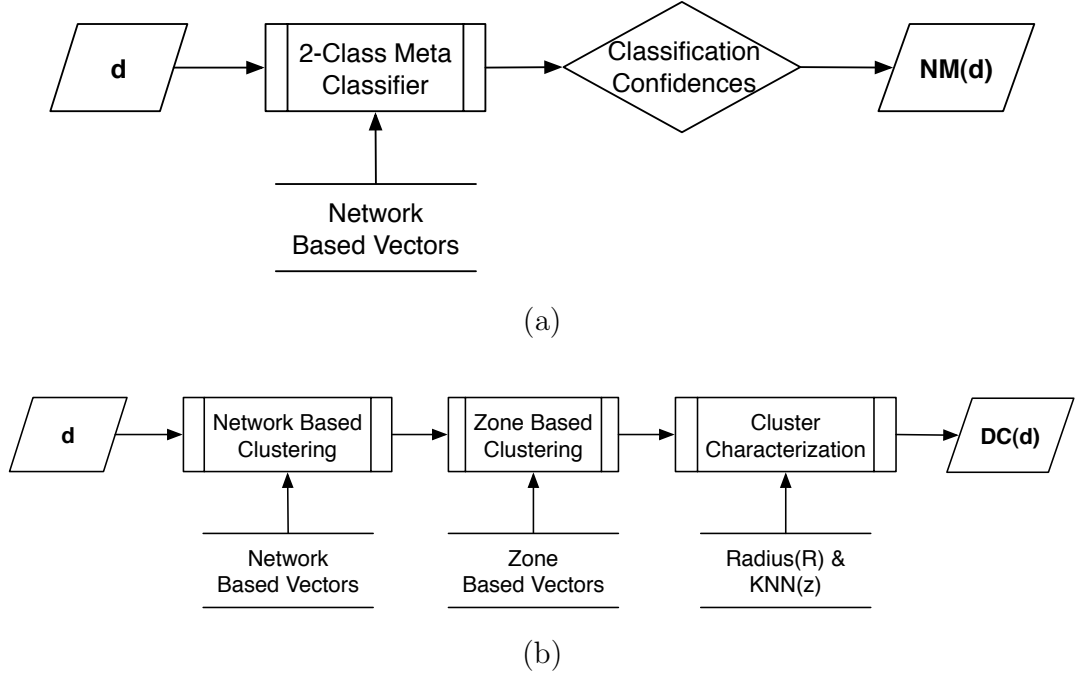 d
2-Class Meta
Classifier
Classification
Confidences
NM(d)
Network
Based Vectors
(a)
d
Network Based
Clustering
Zone Based
Clustering
Cluster
Characterization
DC(d)
Network
Based Vectors
Zone
Based Vectors
Radius(R) &
KNN(z)
(b)